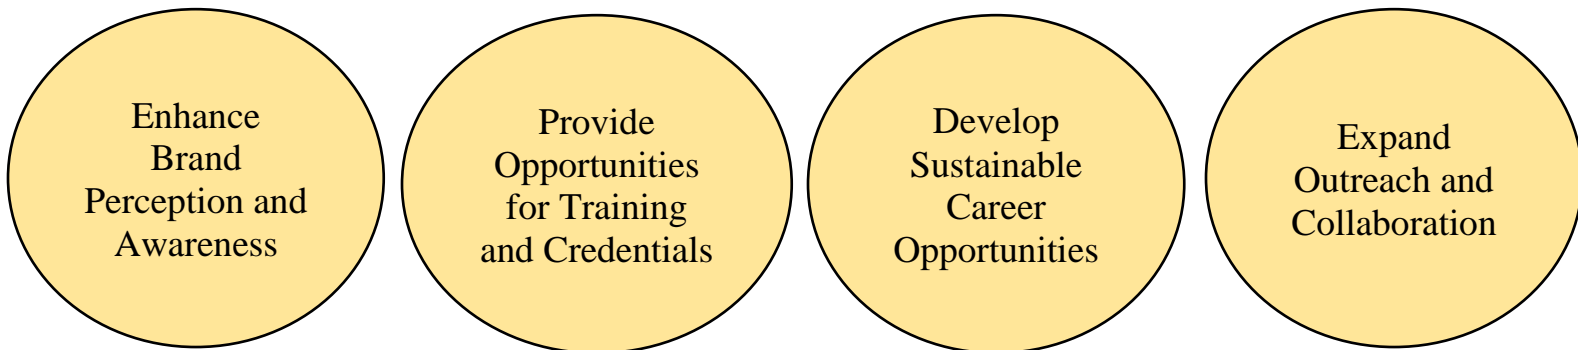 Enhance
Brand
Perception and
Awareness
Provide
Opportunities
for Training
and Credentials
Develop
Sustainable
Career
Opportunities
Expand
Outreach and
Collaboration